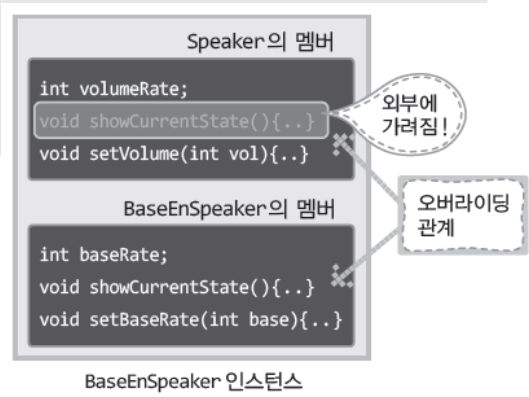 Speaker의 멤버
int volumeRate;
void showCurrentState(){..}
void setVolume(int vol){..}
외부에
가려짐!
BaseEnSpeaker의 멤버
int baseRate;
void showCurrentState(){..}
void setBaseRate(int base){..}
오버라이딩
관계
BaseEnSpeaker 인스턴스